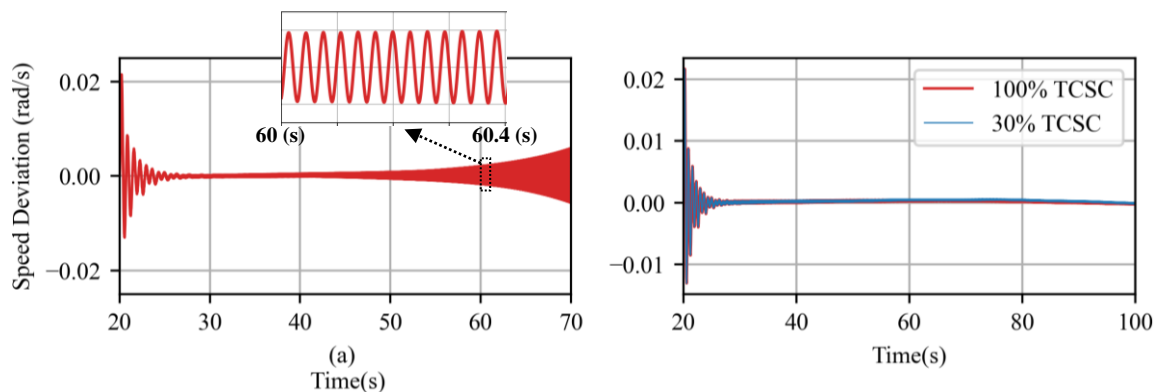 60 (s)
60.4 (s)
Speed Deviation (rad/s)
0.02
0.00
−0.02
20
30
40
50
60
70
(a)
Time(s)
100% TCSC
30% TCSC
0.02
0.01
0.00
−0.01
20
40
60
80
100
Time(s)